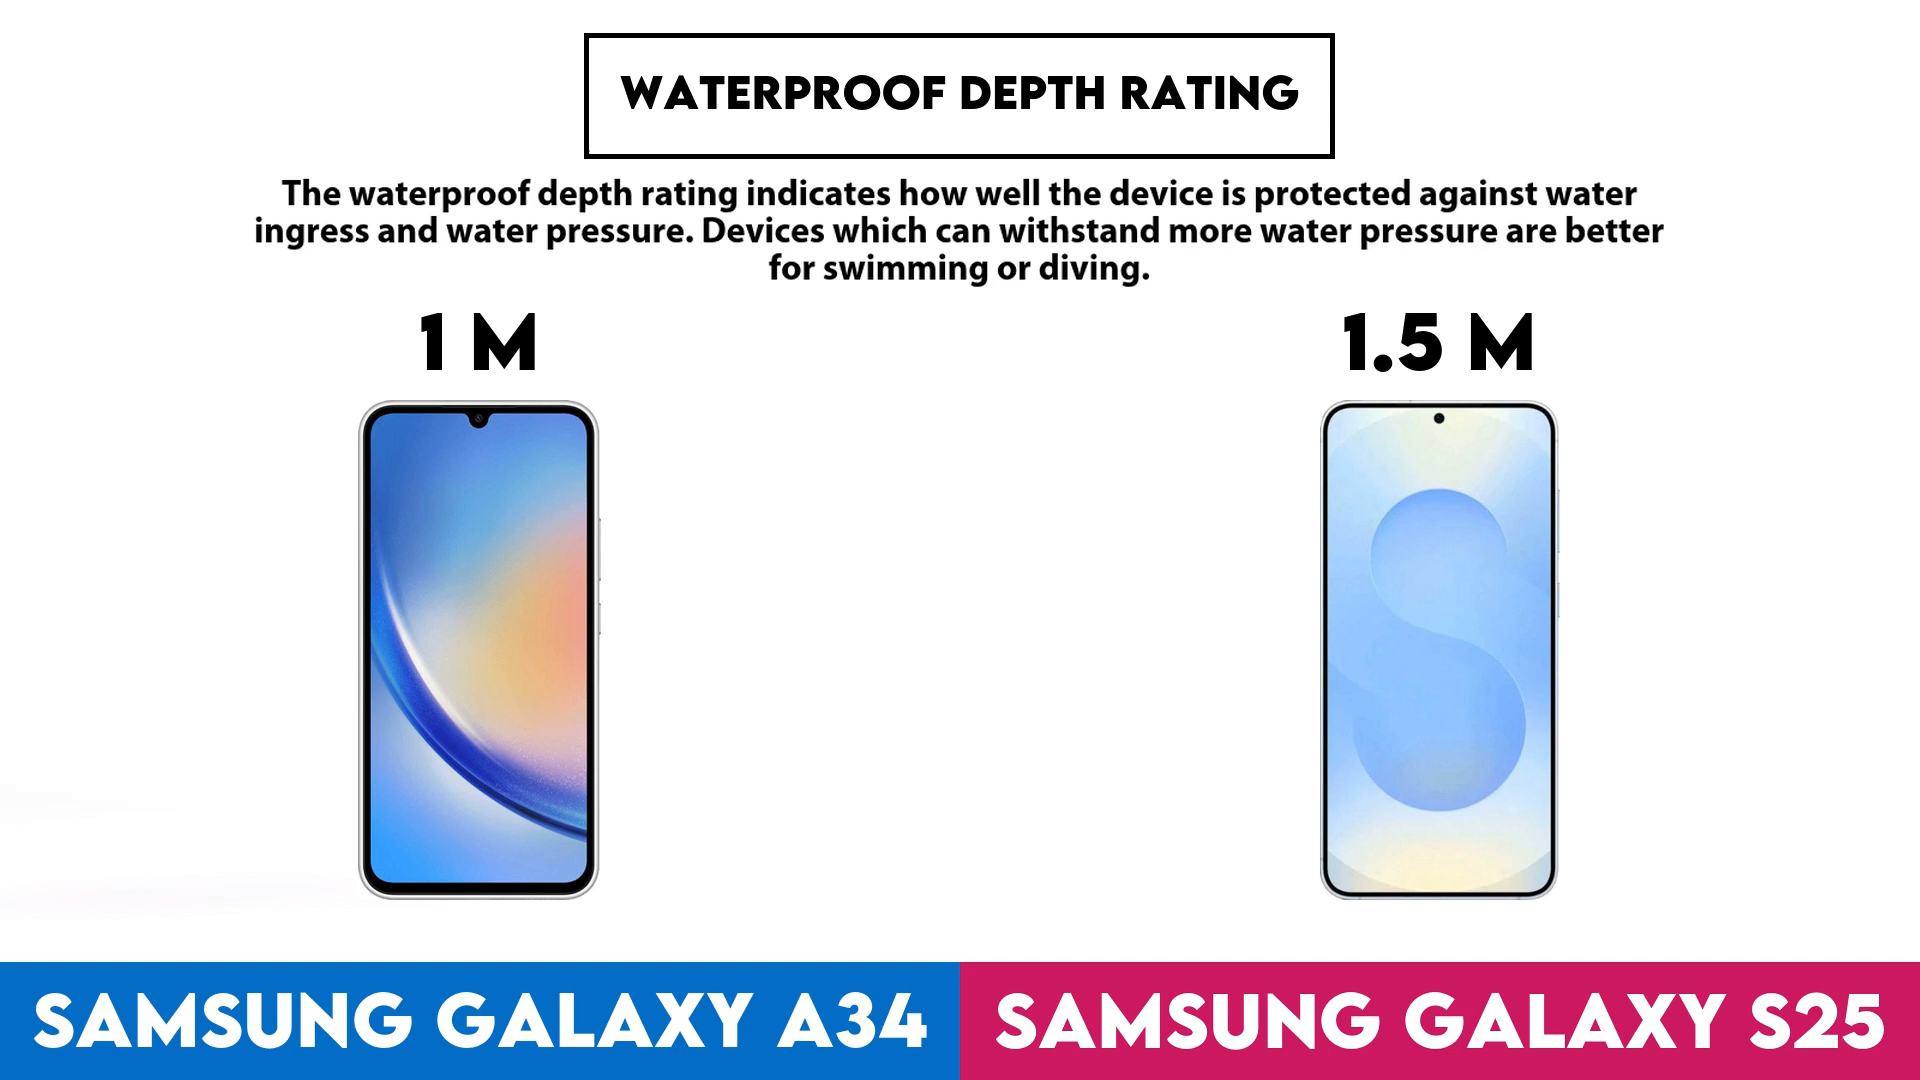 WATERPROOF DEPTH RATING
The waterproof depth rating indicates how well the device is protected against water
ingress and water pressure. Devices which can withstand more water pressure are better
for swimming or diving.
1 M
1.5 M
SAMSUNG GALAXY A34
SAMSUNG GALAXY S25